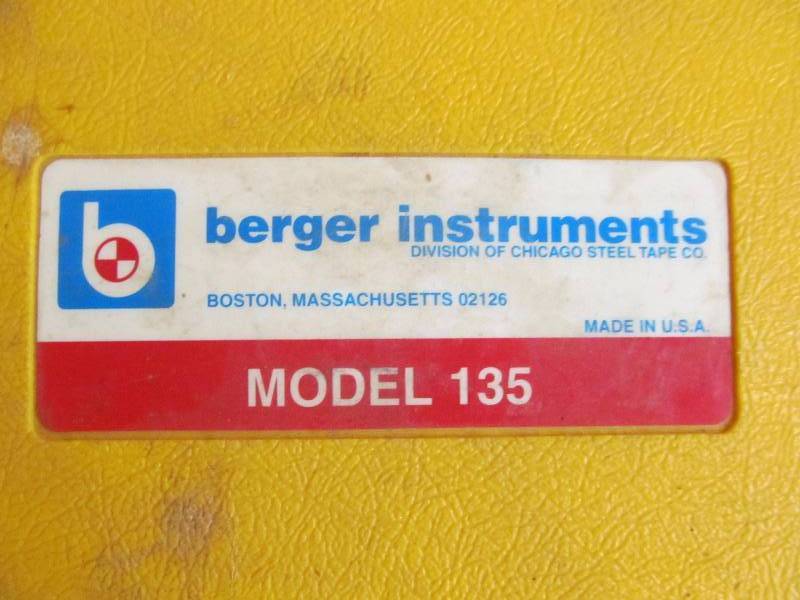 b
berger instruments
DIVISION OF CHICAGO STEEL TAPE CO.
BOSTON, MASSACHUSETTS 02126
MADE IN U.S.A.
MODEL 135